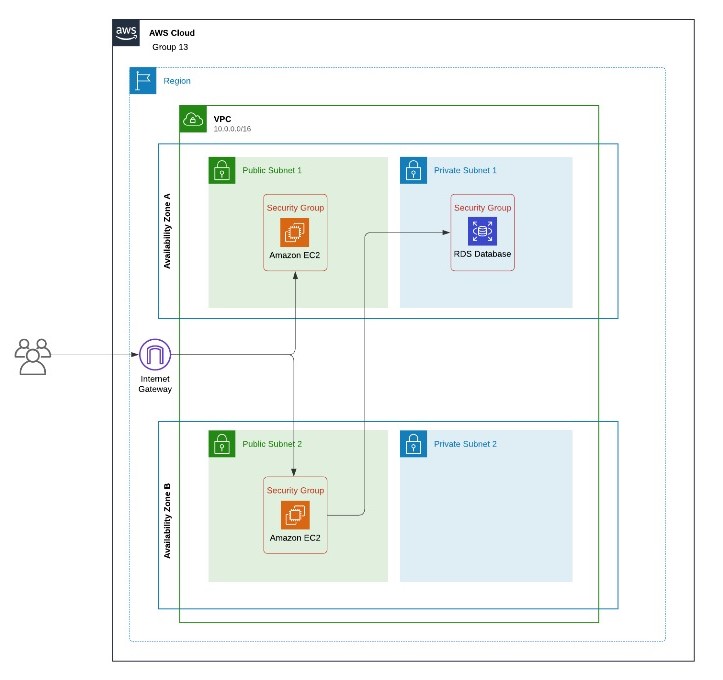 aws
AWS Cloud
Group 13
Region
VPC
10.0.0.0/16
Availability Zone A
Public Subnet 1
Security Group
Amazon EC2
Private Subnet 1
Security Group
RDS Database
Internet
Gateway
Availability Zone B
Public Subnet 2
Security Group
Amazon EC2
Private Subnet 2